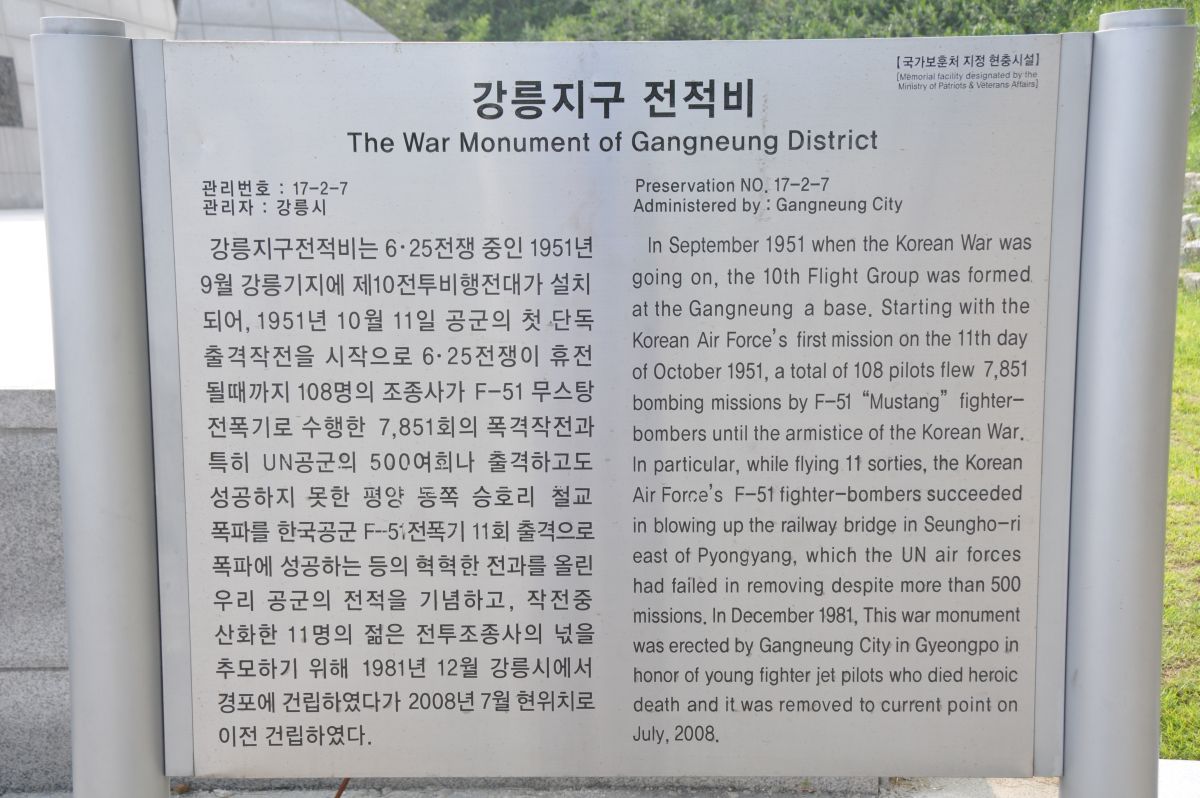 【국가보훈처 지정 현충시설】
[Memorial facility designated by the
Ministry of Patriots & Veterans Affairs]
강릉지구 전적비
The War Monument of Gangneung District
관리번호 : 17-2-7
관리자 : 강릉시
강릉지구전적비는 6·25전쟁 중인 1951년
9월 강릉기지에 제10전투비행전대가 설치
되어, 1951년 10월 11일 공군의 첫 단독
출격작전을 시작으로 6·25전쟁이 휴전
될때까지 108명의 조종사가 F-51 무스탕
전폭기로 수행한 7,851회의 폭격작전과
특히 UN공군의 500여회나 출격하고도
성공하지 못한 평양 동쪽 승호리 철교
폭파를 한국공군 F-51전폭기 11회 출격으로
폭파에 성공하는 등의 혁혁한 전과를 올린
우리 공군의 전적을 기념하고, 작전중
산화한 11명의 젊은 전투조종사의 넋을
추모하기 위해 1981년 12월 강릉시에서
경포에 건립하였다가 2008년 7월 현위치로
이전 건립하였다.
Preservation NO. 17-2-7
Administered by : Gangneung City
In September 1951 when the Korean War was
going on, the 10th Flight Group was formed
at the Gangneung a base. Starting with the
Korean Air Force's first mission on the 11th day
of October 1951, a total of 108 pilots flew 7,851
bombing missions by F-51 "Mustang" fighter-
bombers until the armistice of the Korean War.
In particular, while flying 11 sorties, the Korean
Air Force's F-51 fighter-bombers succeeded
in blowing up the railway bridge in Seungho-ri
east of Pyongyang, which the UN air forces
had failed in removing despite more than 500
missions. In December 1981, This war monument
was erected by Gangneung City in Gyeongpo in
honor of young fighter jet pilots who died heroic
death and it was removed to current point on
July, 2008.